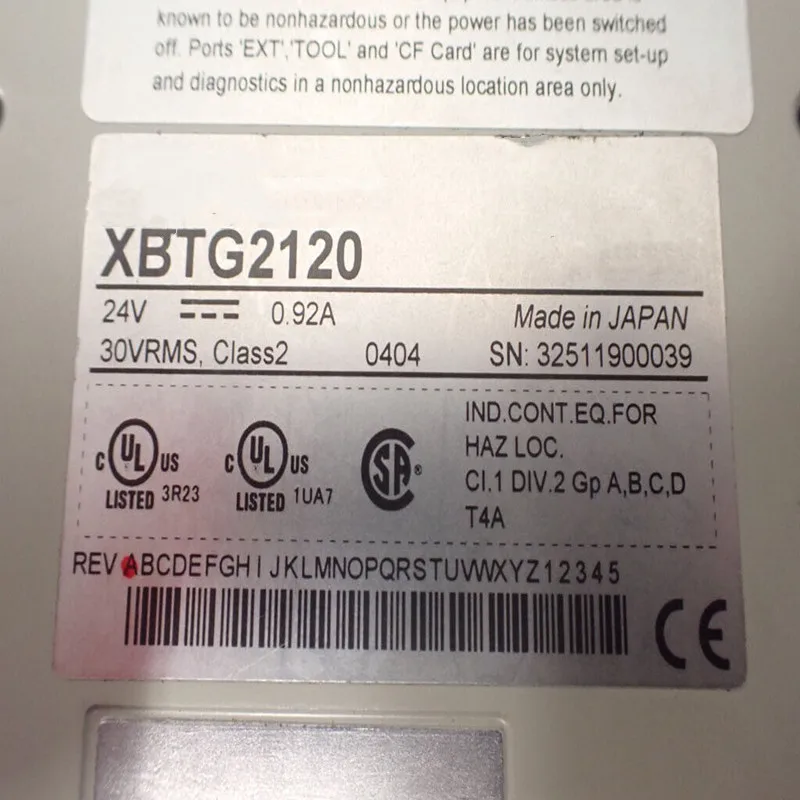 known to be nonhazardous or the power has been switched
off. Ports 'EXT','TOOL' and 'CF Card' are for system set-up
and diagnostics in a nonhazardous location area only.
XBTG2120
24V 0.92A Made in JAPAN
30VRMS, Class2 0404 SN: 32511900039
IND.CONT.EQ.FOR
HAZ LOC.
CI.1 DIV.2 Gp A,B,C,D
T4A
C UL US LISTED 3R23
C UL US LISTED 1UA7
SA ®
REV ABCDEFGHIJKLMNOPQRSTUVWXYZ12345
CE